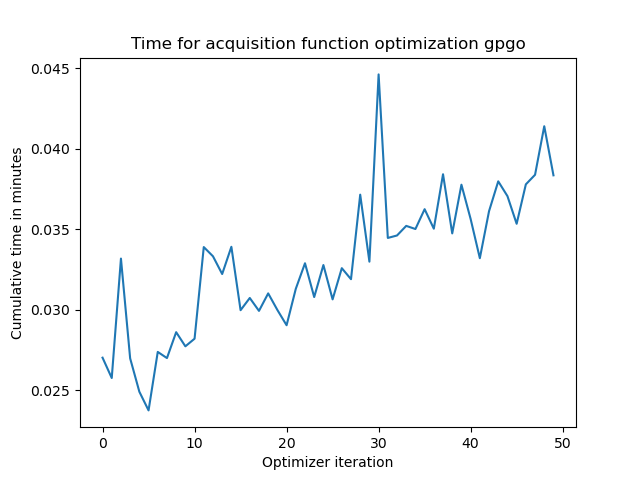 Time for acquisition function optimization gpgo
0.045
0.040
0.035
0.030
0.025
Cumulative time in minutes
0 10 20 30 40 50
Optimizer iteration